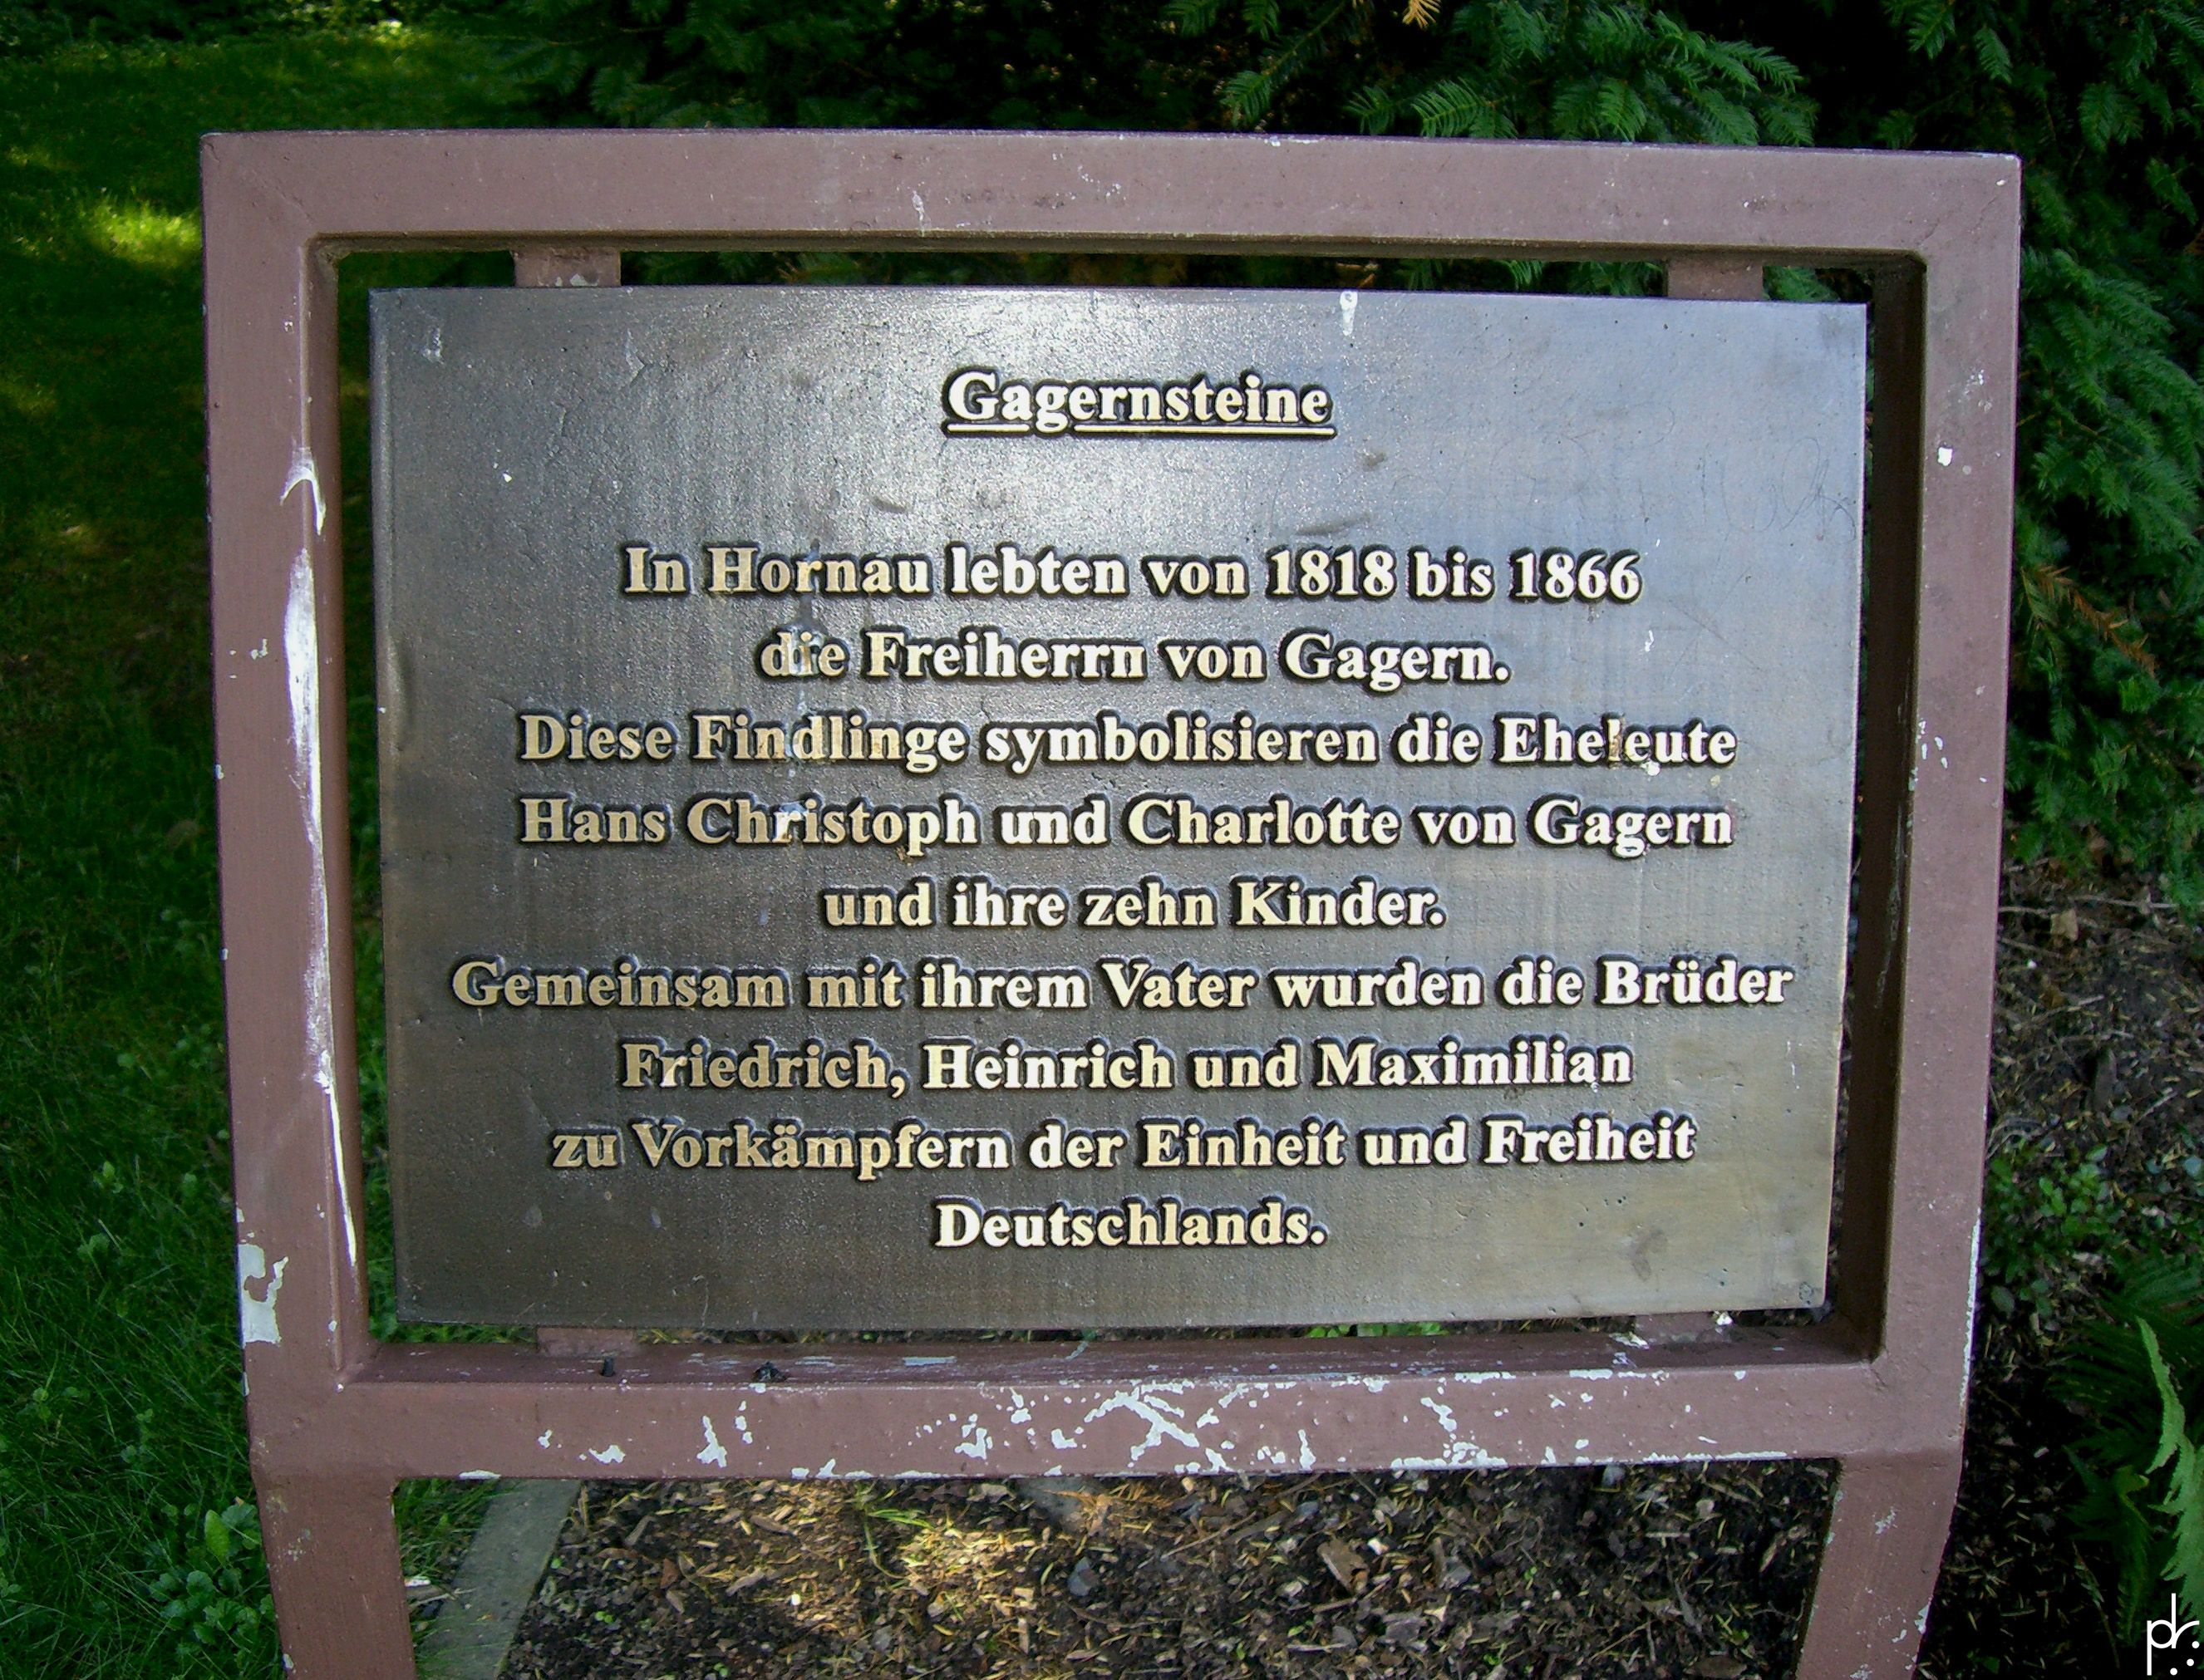 Gagernsteine
In Hornau lebten von 1818 bis 1866
die Freiherrn von Gagern.
Diese Findlinge symbolisieren die Eheleute
Hans Christoph und Charlotte von Gagern
und ihre zehn Kinder.
Gemeinsam mit ihrem Vater wurden die Brüder
Friedrich, Heinrich und Maximilian
zu Vorkämpfern der Einheit und Freiheit
Deutschlands.